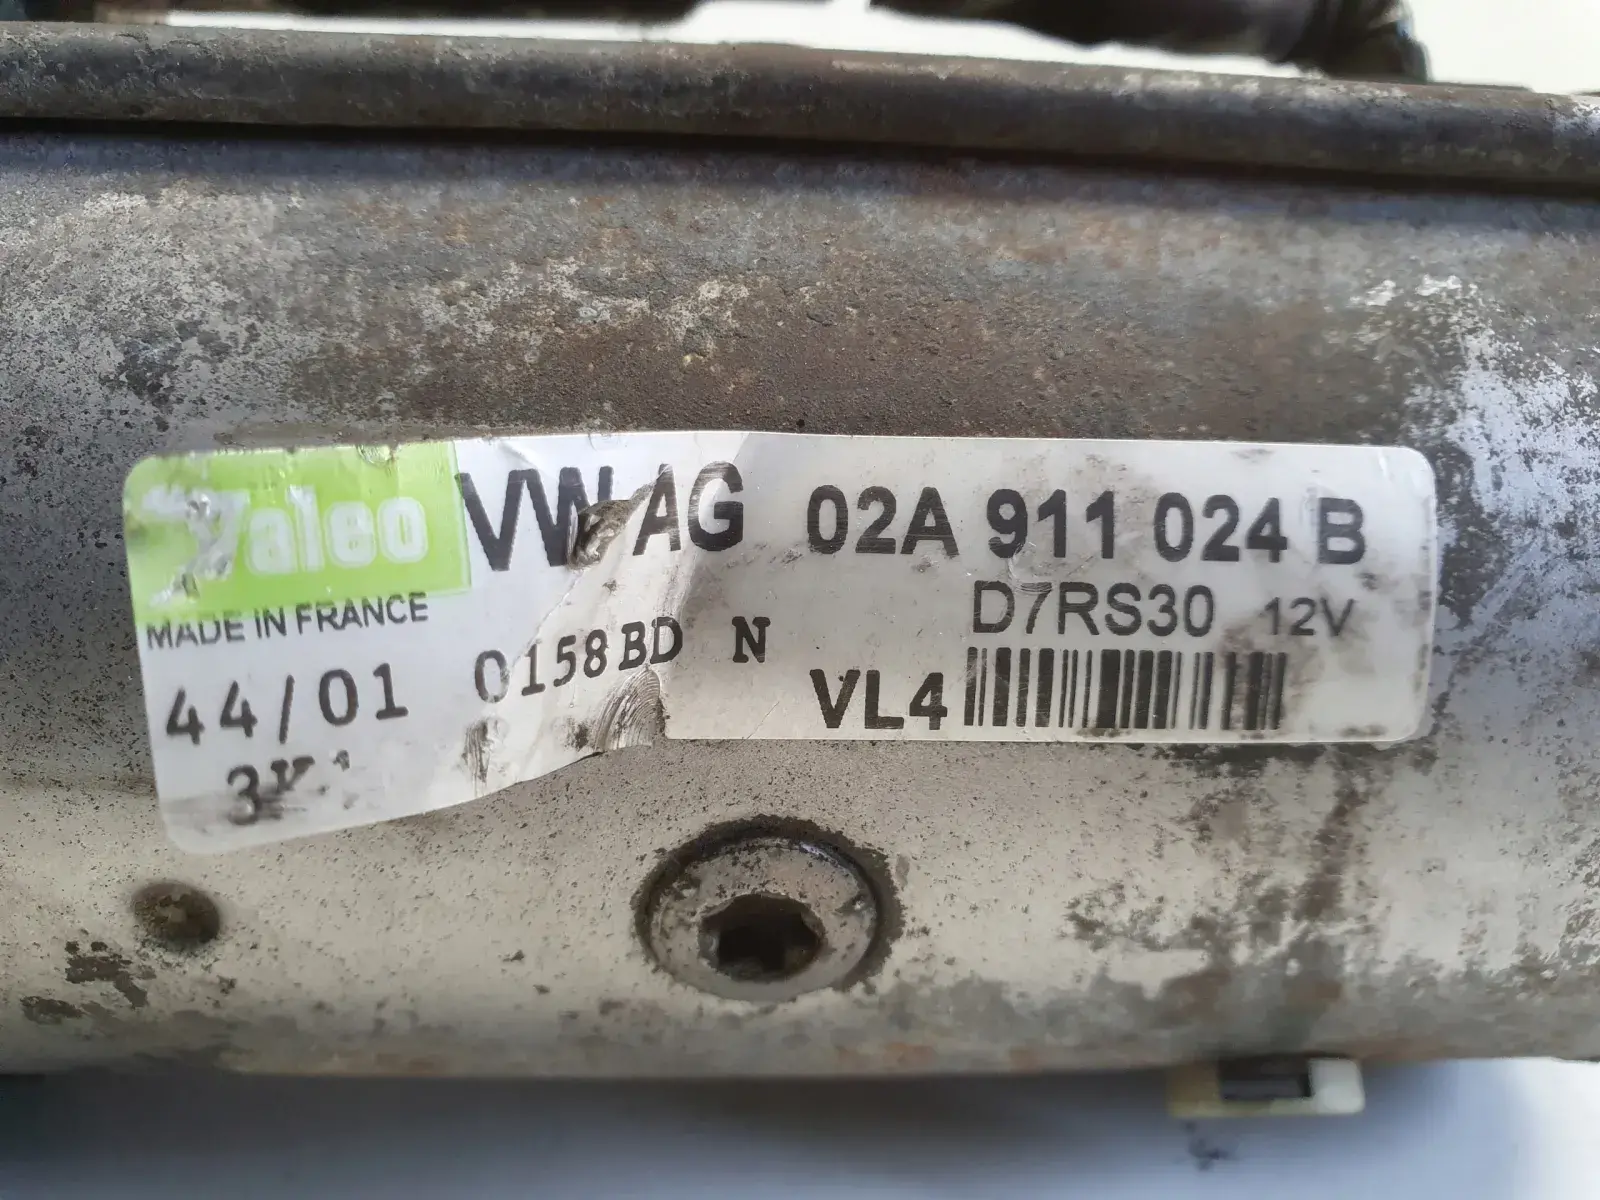 Valeo VW AG 02A 911 024 B
MADE IN FRANCE D7RS30 12V
44/01 0158BD N VL4